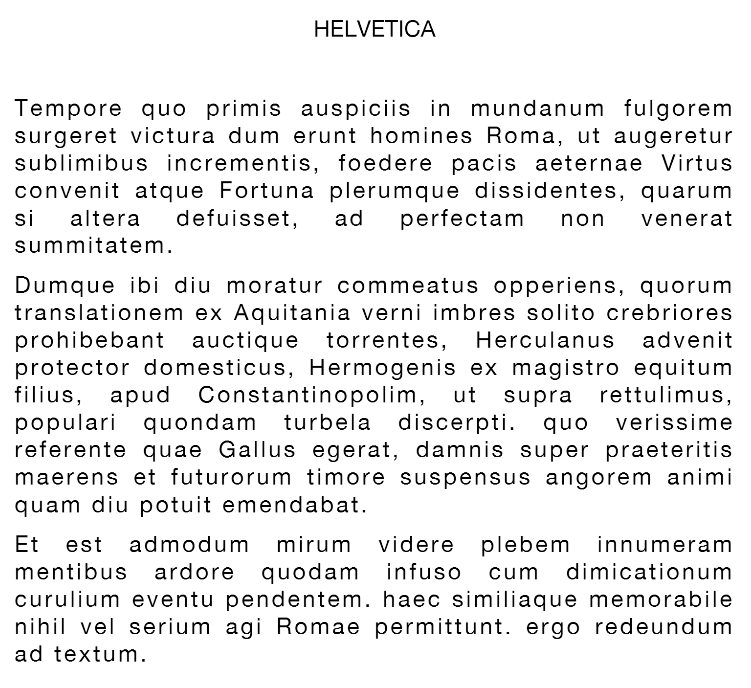 HELVETICA
Tempore quo primis auspiciis in mundanum fulgorem
surgeret victura dum erunt homines Roma, ut augeretur
sublimibus incrementis, foedere pacis aeternae Virtus
convenit atque Fortuna plerumque dissidentes, quarum
si altera defuisset, ad perfectam non venerat
summitatem.
Dumque ibi diu moratur commeatus opperiens, quorum
translationem ex Aquitania verni imbres solito crebriores
prohibebant auctique torrentes, Herculanus advenit
protector domesticus, Hermogenis ex magistro equitum
filius, apud Constantinopolim, ut supra rettulimus,
populari quondam turbela discerpti. quo verissime
referente quae Gallus egerat, damnis super praeteritis
maerens et futurorum timore suspensus angorem animi
quam diu potuit emendabat.
Et est admodum mirum videre plebem innumeram
mentibus ardore quodam infuso cum dimicationum
curulium eventu pendentem. haec similiaque memorabile
nihil vel serium agi Romae permittunt. ergo redeundum
ad textum.